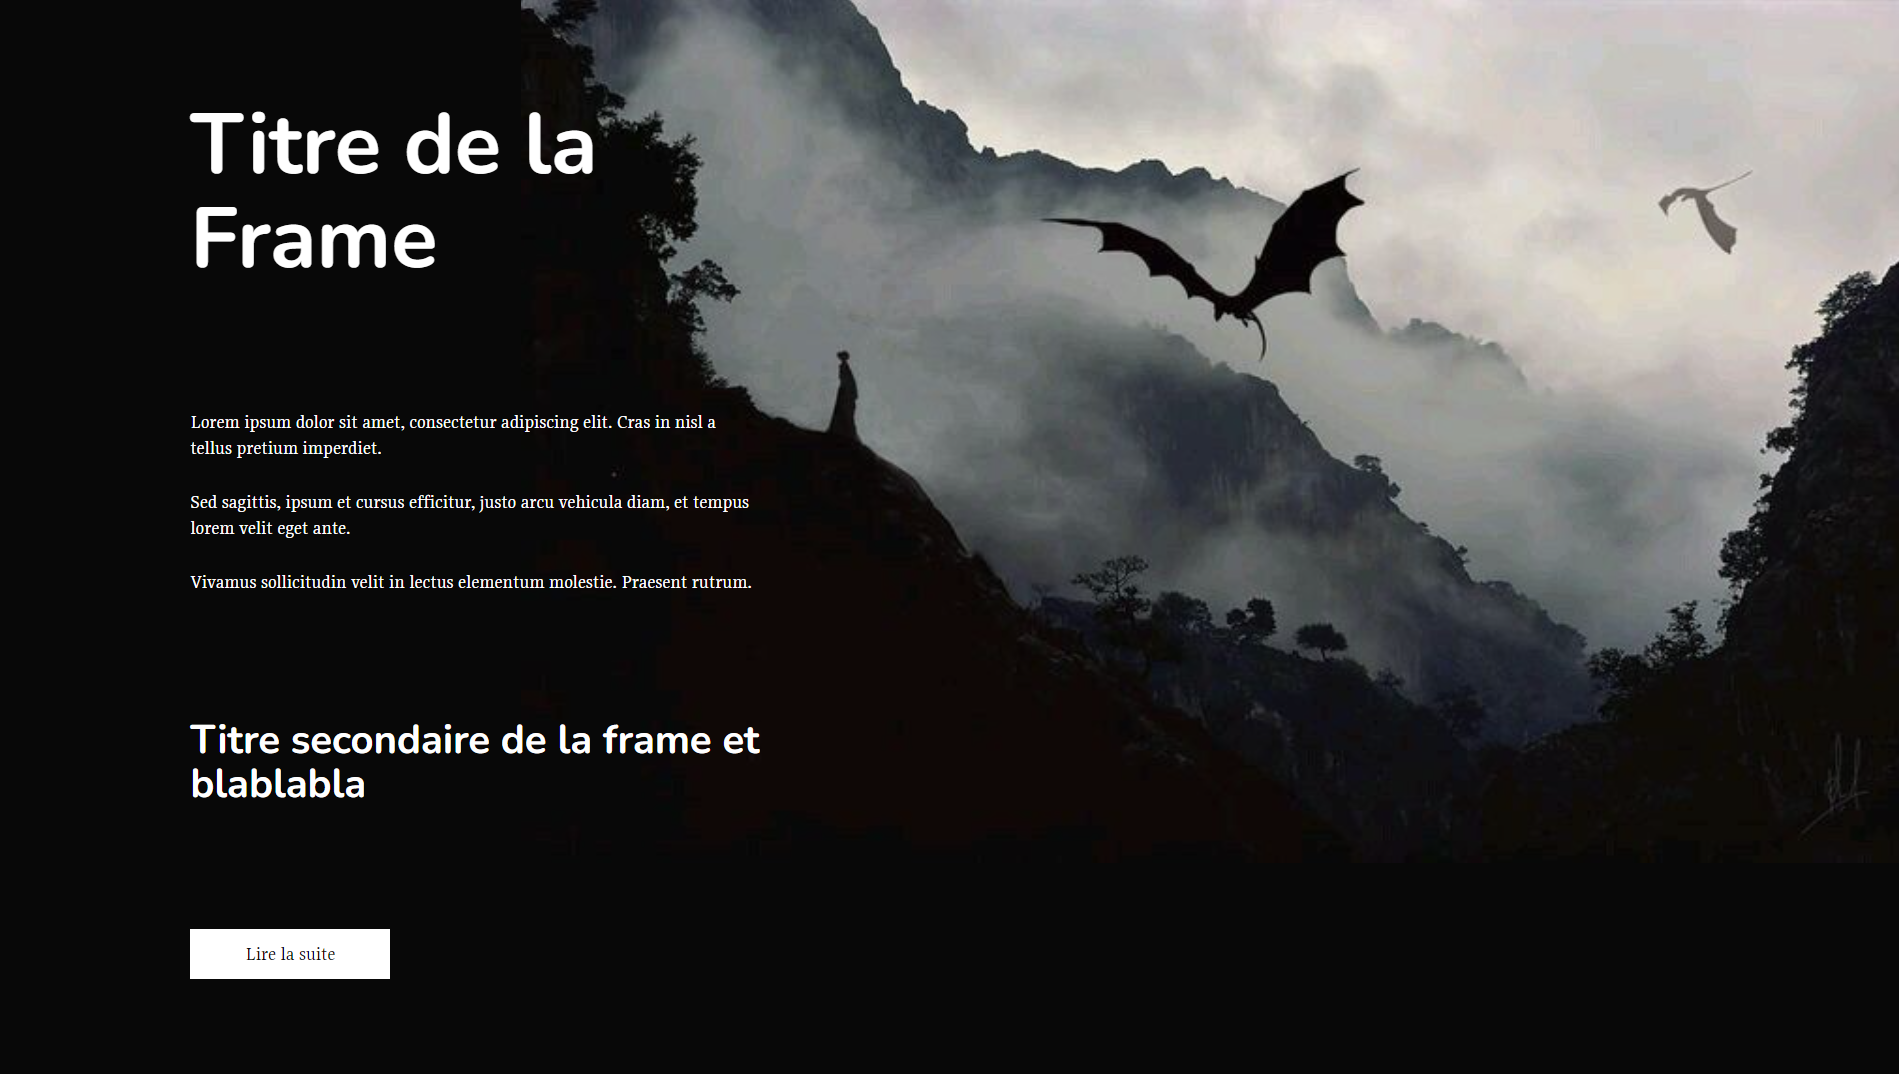 Titre de la
Frame
Lorem ipsum dolor sit amet, consectetur adipiscing elit. Cras in nisl a
tellus pretium imperdiet.
Sed sagittis, ipsum et cursus efficitur, justo arcu vehicula diam, et tempus
lorem velit eget ante.
Vivamus sollicitudin velit in lectus elementum molestie. Praesent rutrum.
Titre secondaire de la frame et
blablabla
Lire la suite